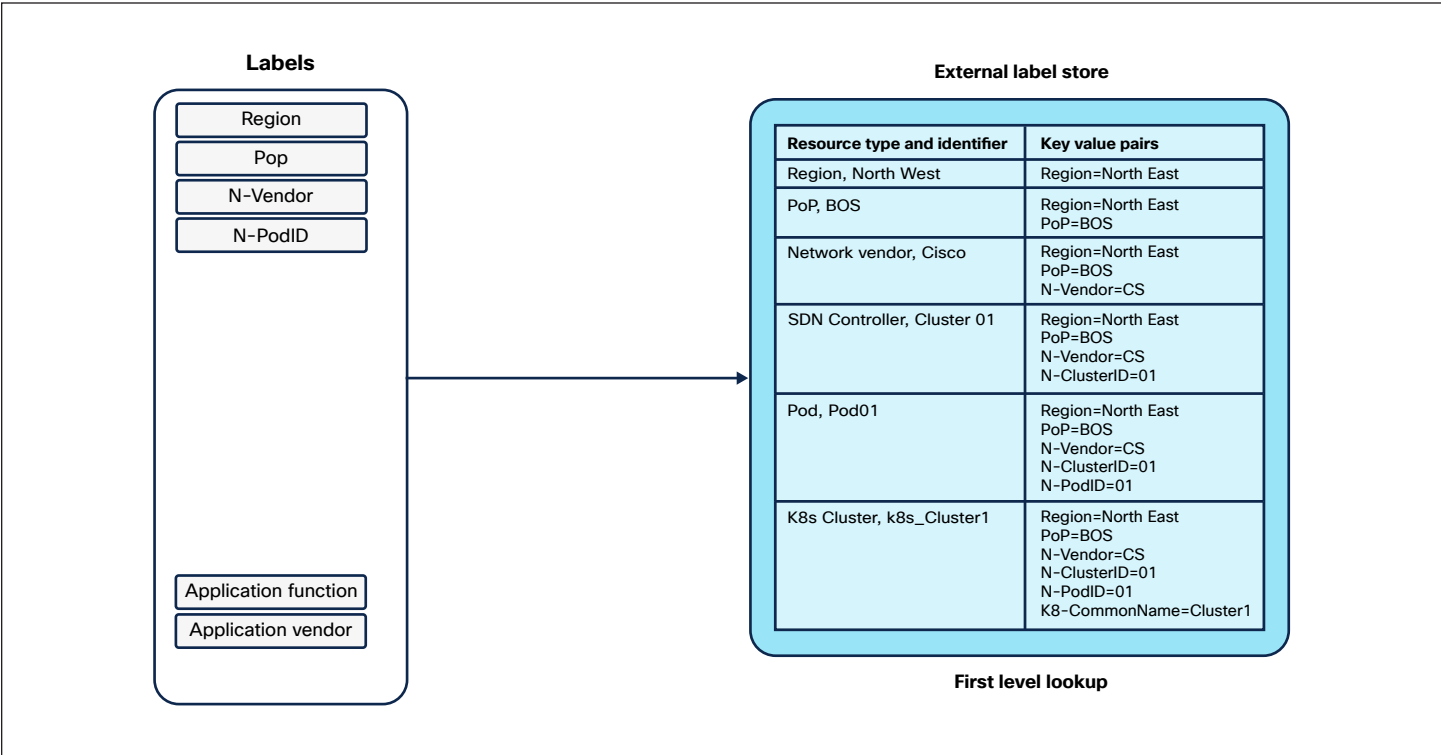 Labels
Region
Pop
N-Vendor
N-PodID
Application function
Application vendor
External label store
Resource type and identifier
Key value pairs
Region, North West
Region=North East
PoP, BOS
Region=North East
PoP=BOS
Network vendor, Cisco
Region=North East
PoP=BOS
N-Vendor=CS
SDN Controller, Cluster 01
Region=North East
PoP=BOS
N-Vendor=CS
N-ClusterID=01
Pod, Pod01
Region=North East
PoP=BOS
N-Vendor=CS
N-ClusterID=01
N-PodID=01
K8s Cluster, k8s_Cluster1
Region=North East
PoP=BOS
N-Vendor=CS
N-ClusterID=01
N-PodID=01
K8-CommonName=Cluster1
First level lookup